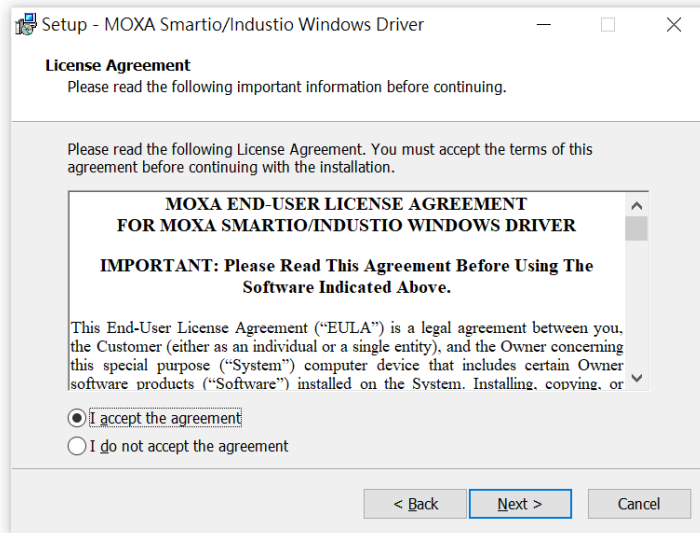 Setup - MOXA Smartio/Industio Windows Driver
License Agreement
Please read the following important information before continuing.
Please read the following License Agreement. You must accept the terms of this
agreement before continuing with the installation.
MOXA END-USER LICENSE AGREEMENT
FOR MOXA SMARTIO/INDUSTIO WINDOWS DRIVER
IMPORTANT: Please Read This Agreement Before Using The
Software Indicated Above.
This End-User License Agreement (“EULA”) is a legal agreement between you,
the Customer (either as an individual or a single entity), and the Owner concerning
this special purpose (“System”) computer device that includes certain Owner
software products (“Software”) installed on the System. Installing, copying, or
I accept the agreement
I do not accept the agreement
< Back Next > Cancel